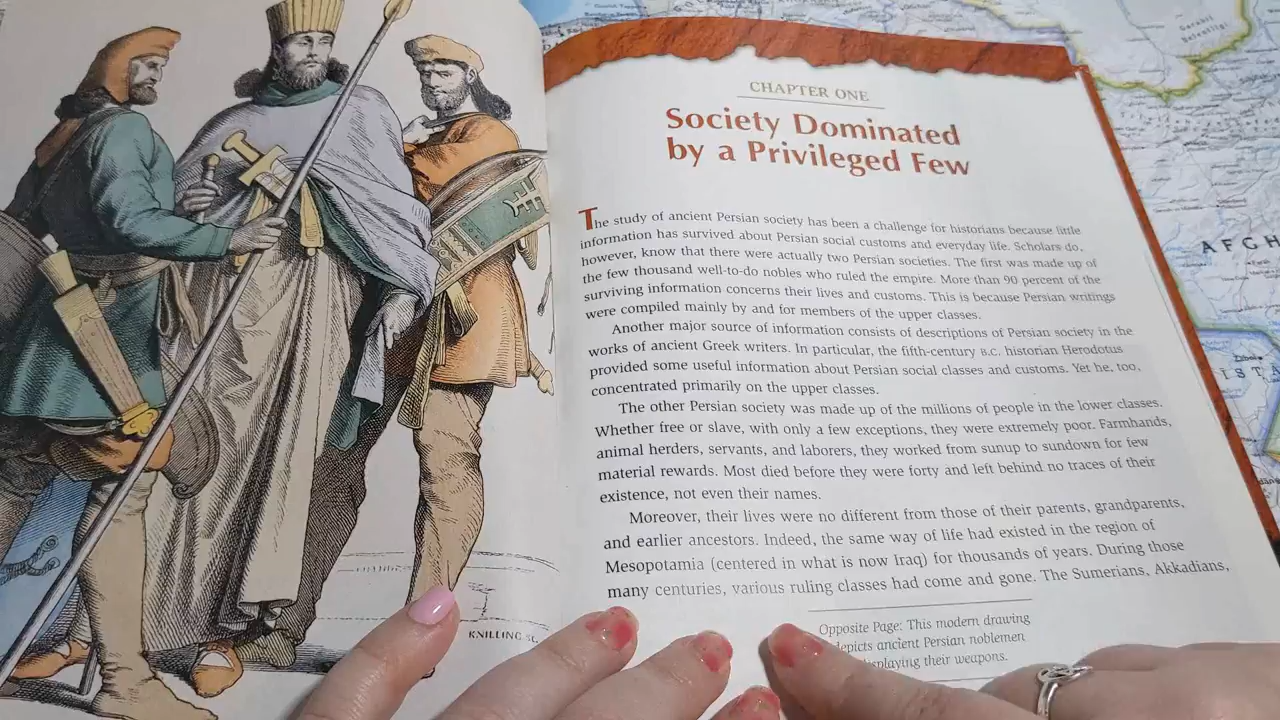 CHAPTER ONE
Society Dominated
by a Privileged Few
The study of ancient Persian society has been a challenge for historians because little
information has survived about Persian social customs and everyday life. Scholars do,
however, know that there were actually two Persian societies. The first was made up of
the few thousand well-to-do nobles who ruled the empire. More than 90 percent of the
surviving information concerns their lives and customs. This is because Persian writings
were compiled mainly by and for members of the upper classes.
Another major source of information consists of descriptions of Persian society in the
works of ancient Greek writers. In particular, the fifth-century B.C. historian Herodotus
provided some useful information about Persian social classes and customs. Yet he, too,
concentrated primarily on the upper classes.
The other Persian society was made up of the millions of people in the lower classes.
Whether free or slave, with only a few exceptions, they were extremely poor. Farmhands,
animal herders, servants, and laborers, they worked from sunup to sundown for few
material rewards. Most died before they were forty and left behind no traces of their
existence, not even their names.
Moreover, their lives were no different from those of their parents, grandparents,
and earlier ancestors. Indeed, the same way of life had existed in the region of
Mesopotamia (centered in what is now Iraq) for thousands of years. During those
many centuries, various ruling classes had come and gone. The Sumerians, Akkadians,
Opposite Page: This modern drawing
depicts ancient Persian noblemen
displaying their weapons.
KNILLING
AFGH